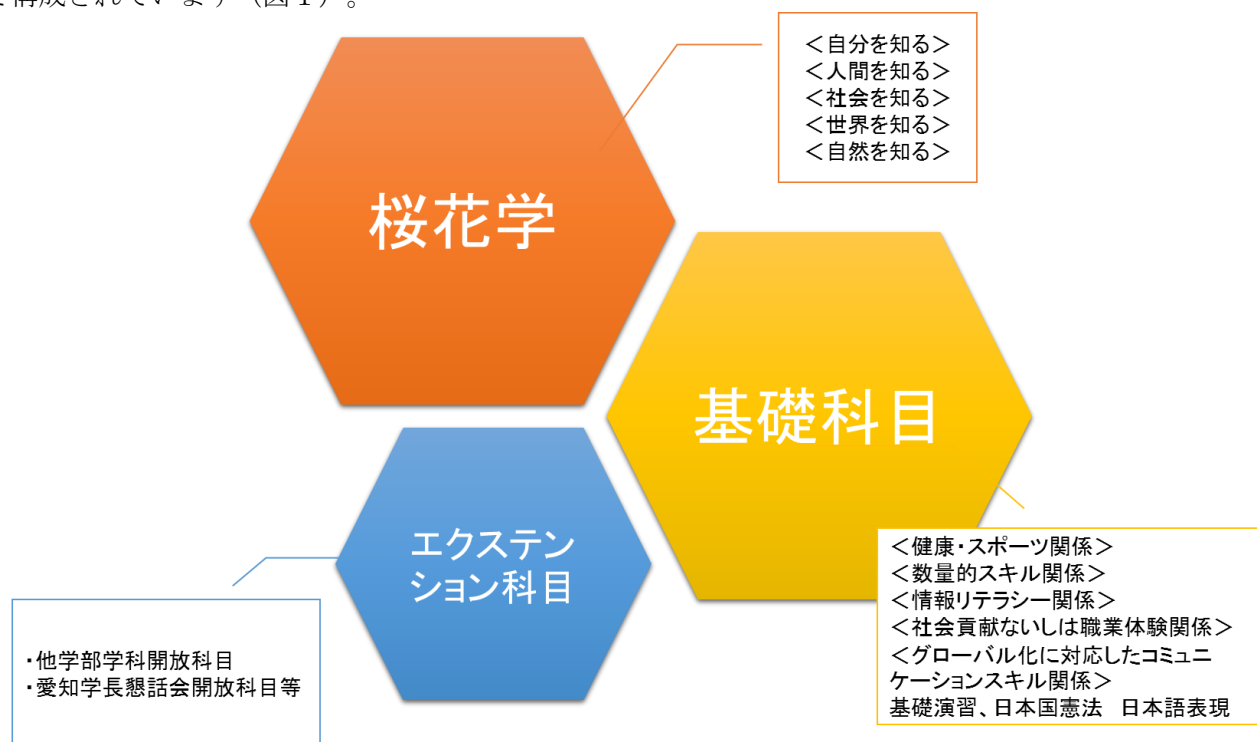 構成されています（図１）。
＜自分を知る＞
＜人間を知る＞
＜社会を知る＞
＜世界を知る＞
＜自然を知る＞
桜花学
基礎科目
エクステン
ション科目
＜健康・スポーツ関係＞
＜数量的スキル関係＞
＜情報リテラシー関係＞
＜社会貢献ないしは職業体験関係＞
＜グローバル化に対応したコミュニ
ケーションスキル関係＞
基礎演習、日本国憲法　日本語表現
・他学部学科開放科目
・愛知学長懇話会開放科目等